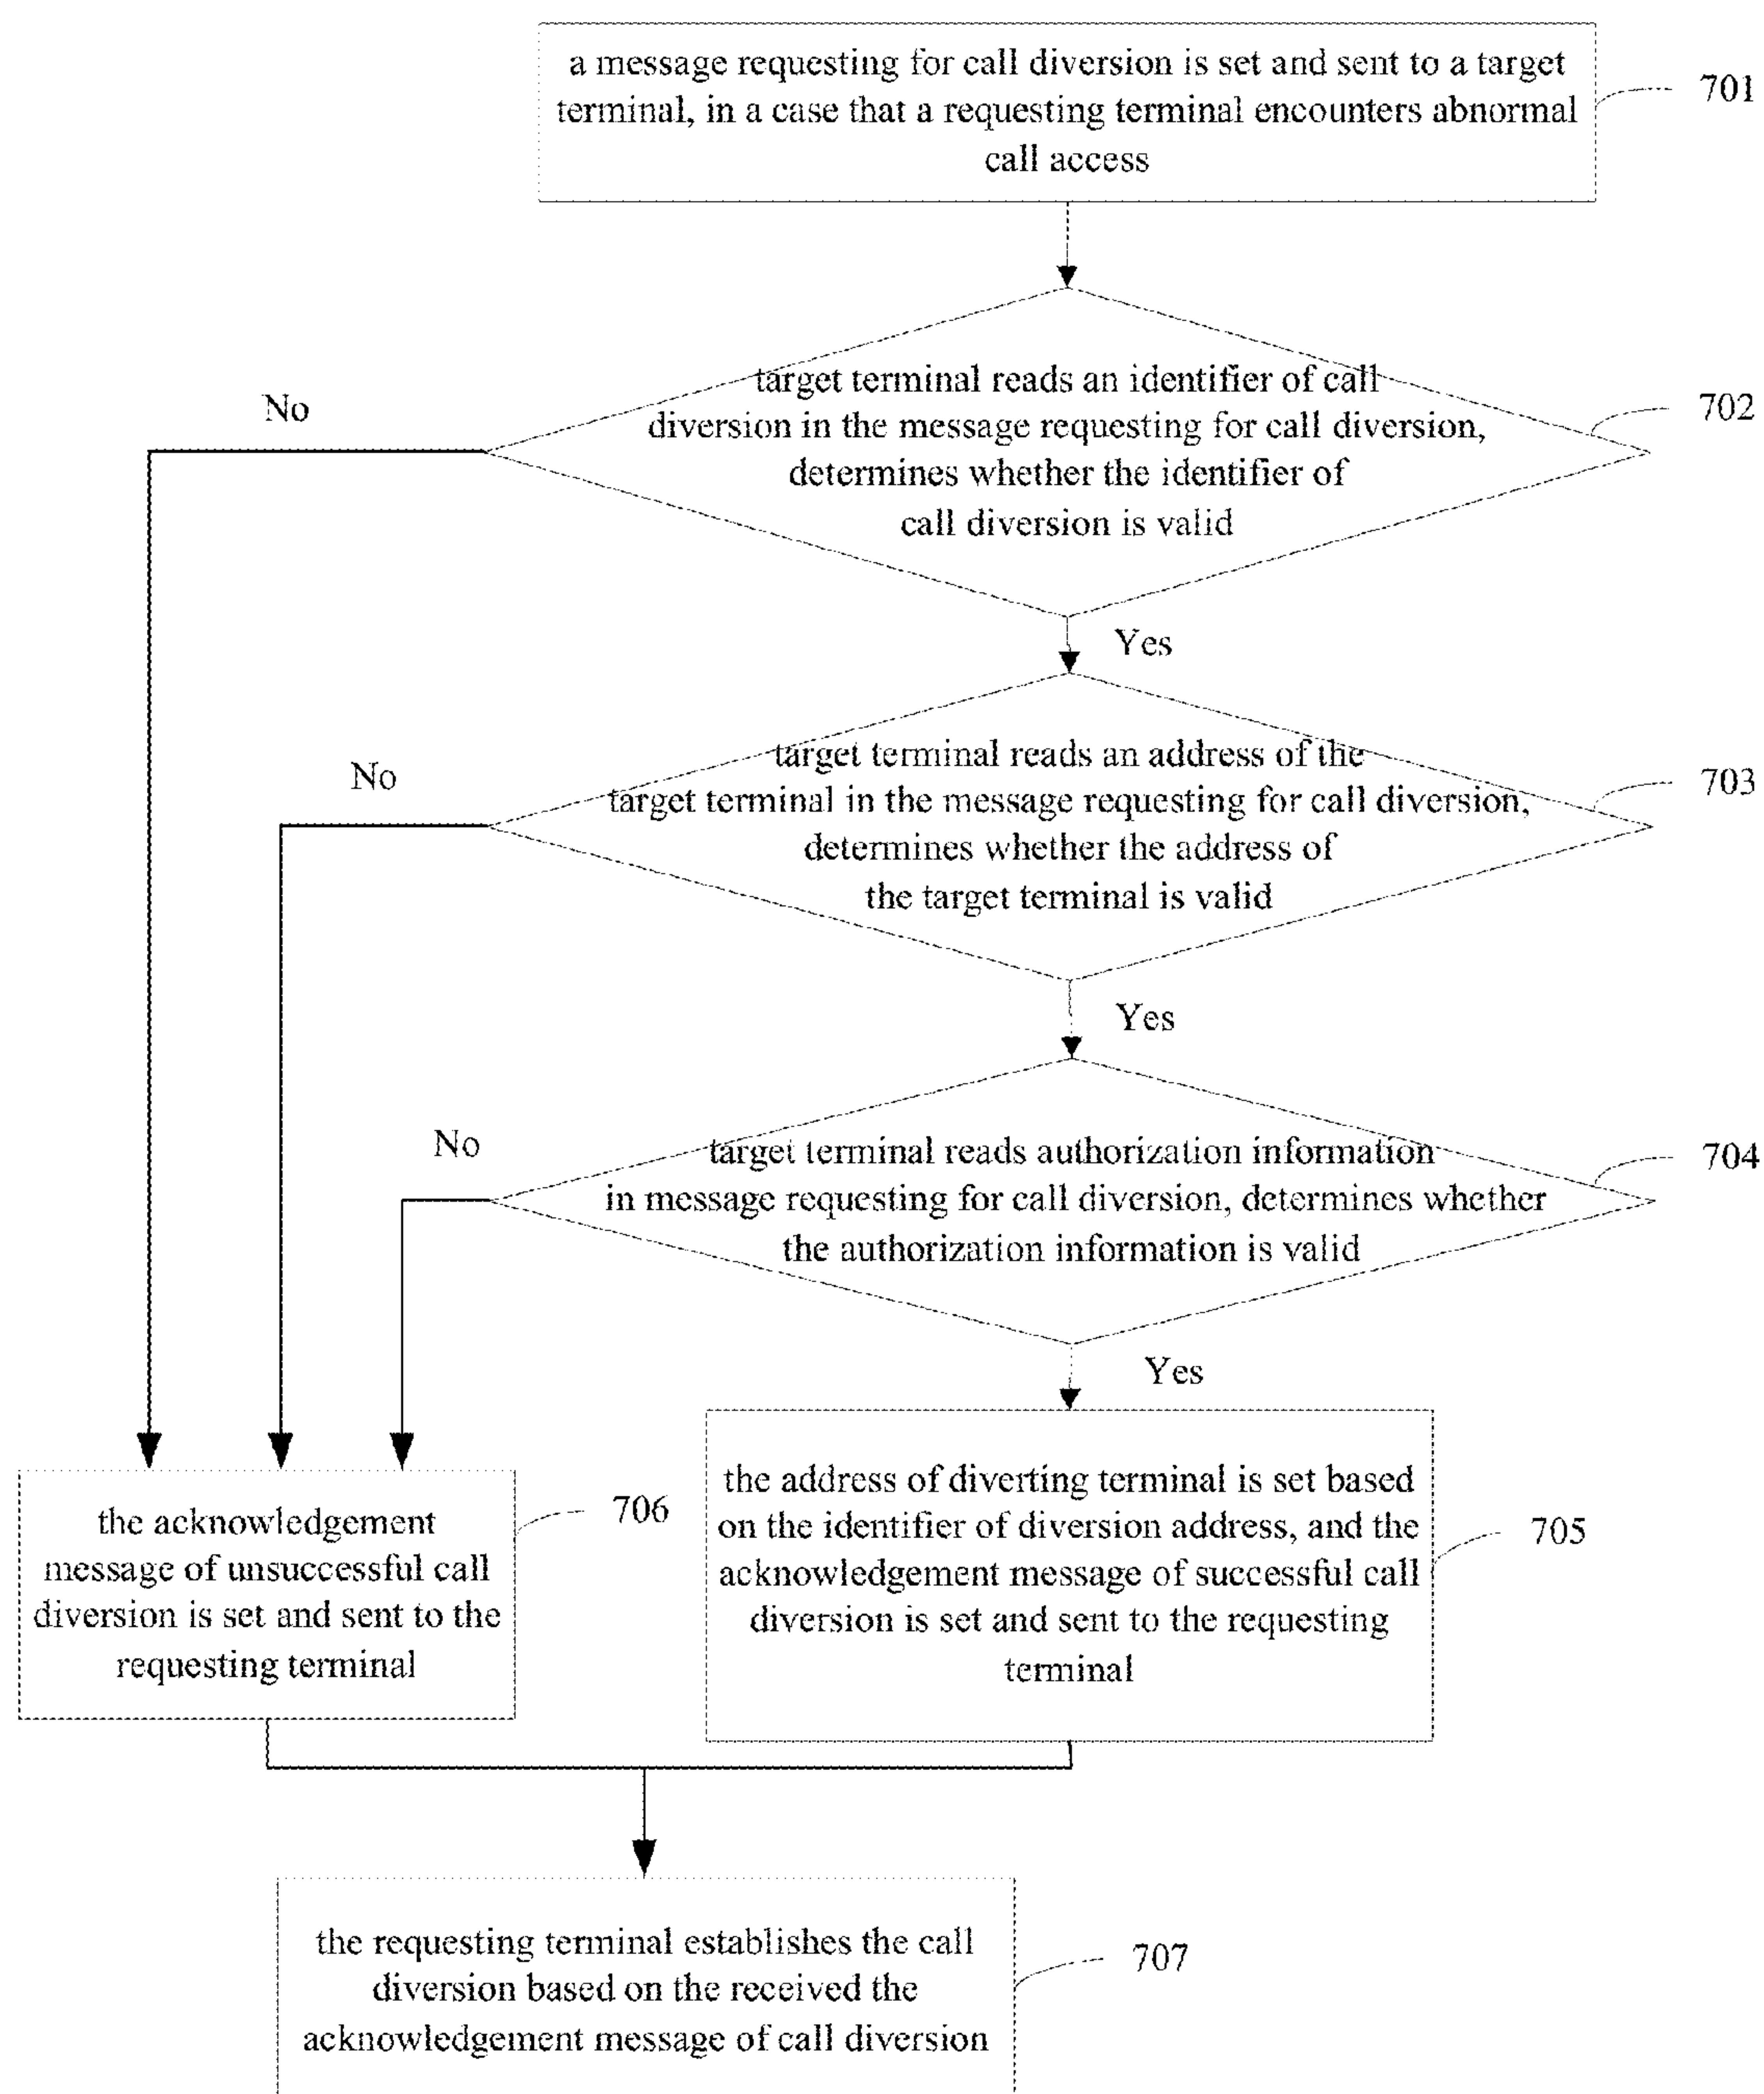 a message requesting for call diversion is set and sent to a target
terminal, in a case that a requesting terminal encounters abnormal
call access
701
target terminal reads an identifier of call
diversion in the message requesting for call diversion,
determines whether the identifier of
call diversion is valid
702
No
Yes
target terminal reads an address of the
target terminal in the message requesting for call diversion,
determines whether the address of
the target terminal is valid
703
No
Yes
target terminal reads authorization information
in message requesting for call diversion, determines whether
the authorization information is valid
704
No
Yes
the acknowledgement
message of unsuccessful call
diversion is set and sent to the
requesting terminal
706
the address of diverting terminal is set based
on the identifier of diversion address, and the
acknowledgement message of successful call
diversion is set and sent to the requesting
terminal
705
the requesting terminal establishes the call
diversion based on the received the
acknowledgement message of call diversion
707